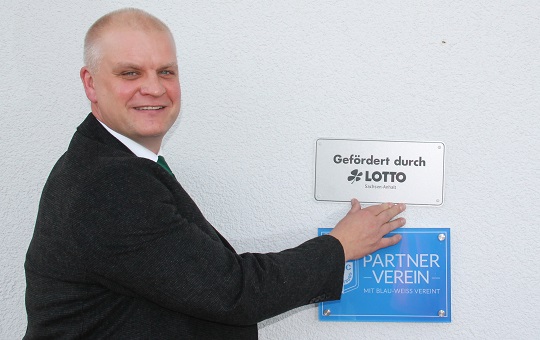 Gefördert durch
LOTTO
Sachsen-Anhalt
PARTNER
VEREIN
MIT BLAU-WEISS VEREINT